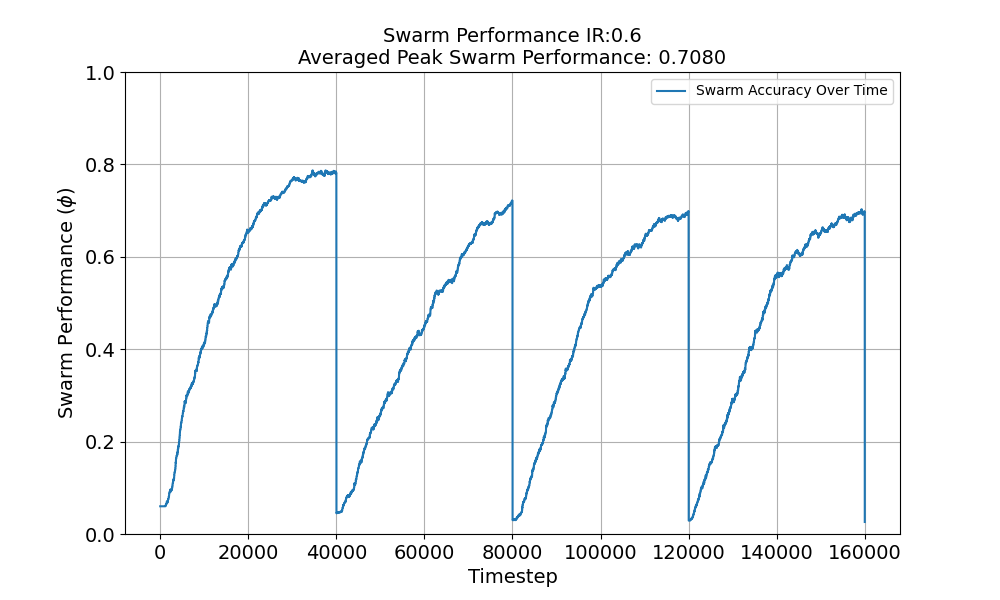 Swarm Performance IR:0.6
Averaged Peak Swarm Performance: 0.7080
Swarm Accuracy Over Time
1.0
0.8
0.6
0.4
0.2
0.0
Swarm Performance (ϕ)
0 20000 40000 60000 80000 100000 120000 140000 160000
Timestep